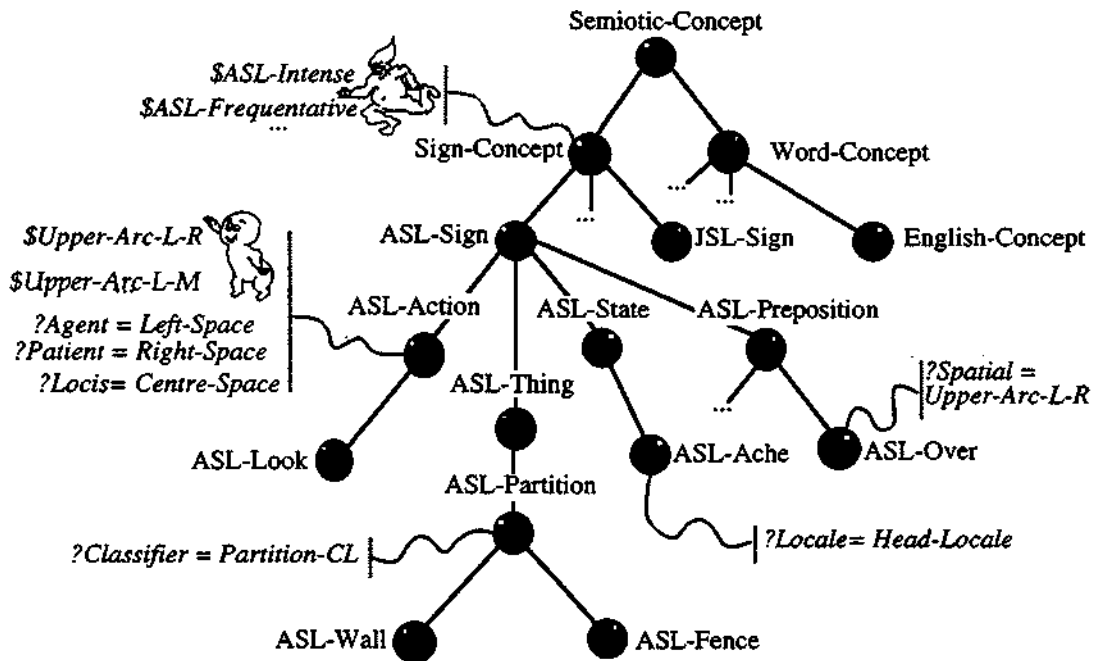 Semiotic-Concept
$ASL-Intense
$ASL-Frequentative
...
Sign-Concept
Word-Concept
...
...
...
$Upper-Arc-L-R
ASL-Sign
JSL-Sign
English-Concept
$Upper-Arc-L-M
ASL-Action
ASL-State
ASL-Preposition
?Agent = Left-Space
?Patient = Right-Space
?Locis= Centre-Space
ASL-Thing
...
?Spatial =
Upper-Arc-L-R
ASL-Look
ASL-Ache
ASL-Over
ASL-Partition
?Classifier = Partition-CL
?Locale= Head-Locale
ASL-Wall
ASL-Fence